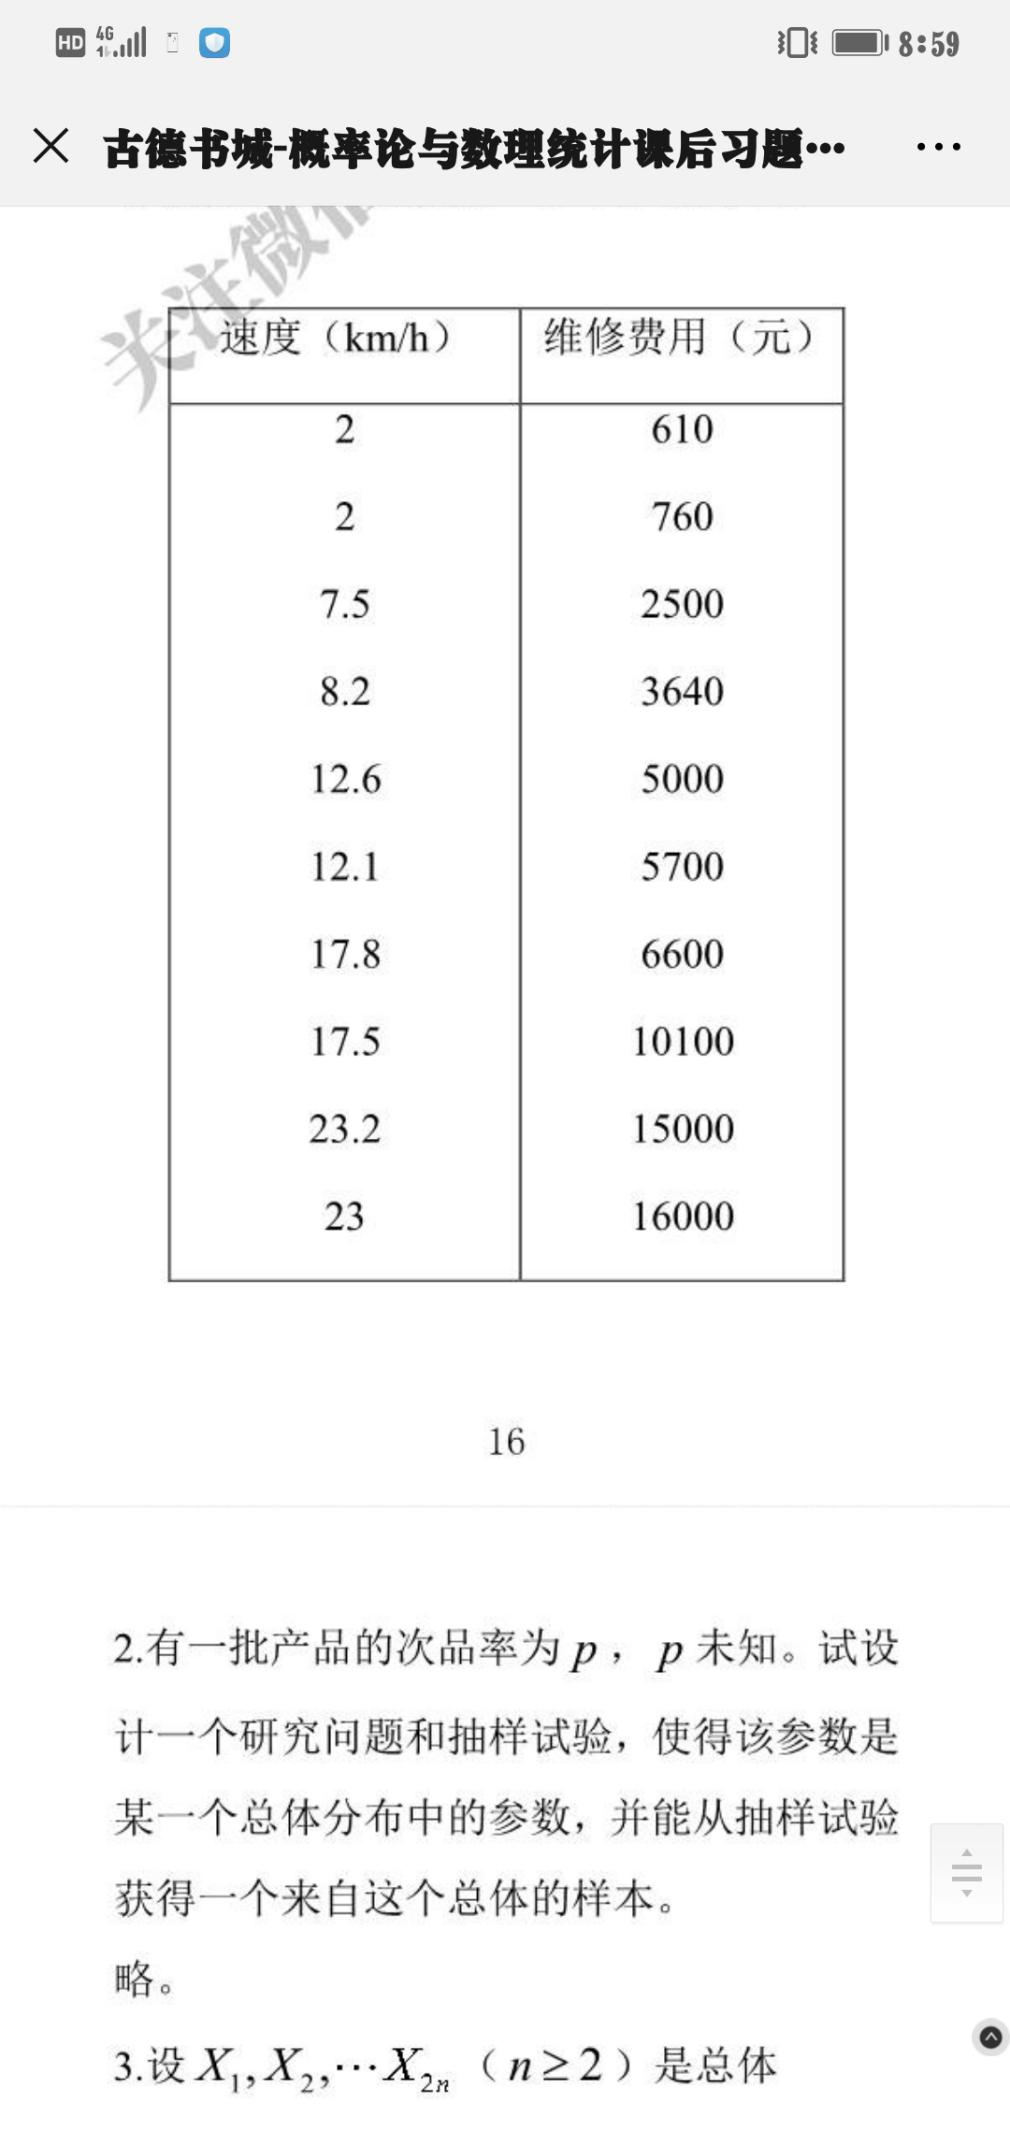 HD 4G 8:59
古德书城-概率论与数理统计课后习题…
关注微信
速度（km/h） 维修费用（元）
2 610
2 760
7.5 2500
8.2 3640
12.6 5000
12.1 5700
17.8 6600
17.5 10100
23.2 15000
23 16000
16
2.有一批产品的次品率为 p ， p 未知。试设
计一个研究问题和抽样试验，使得该参数是
某一个总体分布中的参数，并能从抽样试验
获得一个来自这个总体的样本。
略。
3.设 X₁,X₂,⋯X₂ₙ （n≥2）是总体